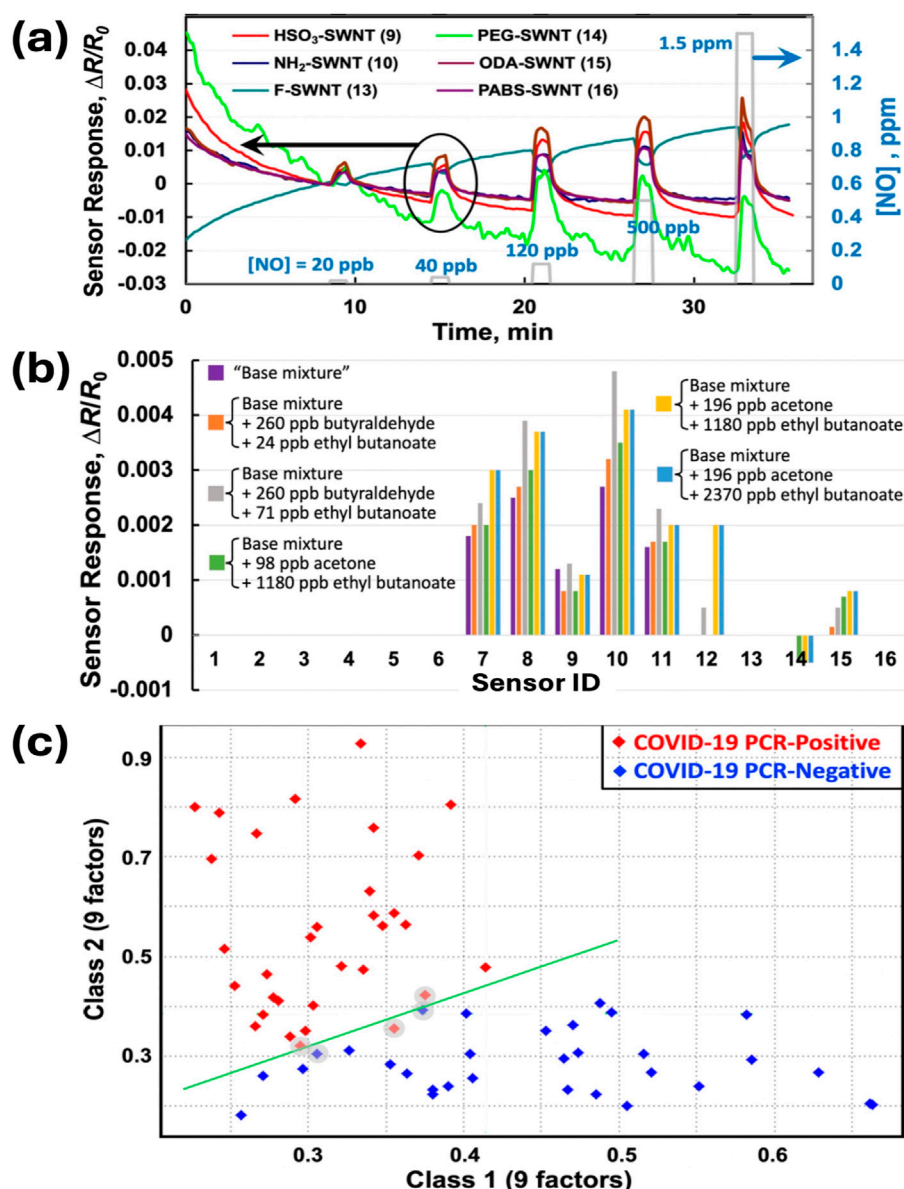 (a)
Sensor Response, ΔR/R0
0.04
0.03
0.02
0.01
0
-0.01
-0.02
-0.03
HSO3-SWNT (9)
PEG-SWNT (14)
NH2-SWNT (10)
ODA-SWNT (15)
F-SWNT (13)
PABS-SWNT (16)
1.5 ppm
[NO] = 20 ppb
40 ppb
120 ppb
500 ppb
1.4
1.2
1
0.8
0.6
0.4
0.2
0
[NO], ppm
0
10
20
30
Time, min
(b)
Sensor Response, ΔR/R0
0.005
0.004
0.003
0.002
0.001
0
-0.001
"Base mixture"
Base mixture
+ 260 ppb butyraldehyde
+ 24 ppb ethyl butanoate
Base mixture
+ 260 ppb butyraldehyde
+ 71 ppb ethyl butanoate
Base mixture
+ 98 ppb acetone
+ 1180 ppb ethyl butanoate
Base mixture
+ 196 ppb acetone
+ 1180 ppb ethyl butanoate
Base mixture
+ 196 ppb acetone
+ 2370 ppb ethyl butanoate
1 2 3 4 5 6 7 8 9 10 11 12 13 14 15 16
Sensor ID
(c)
COVID-19 PCR-Positive
COVID-19 PCR-Negative
Class 2 (9 factors)
0.9
0.7
0.5
0.3
0.3
0.4
0.5
0.6
Class 1 (9 factors)